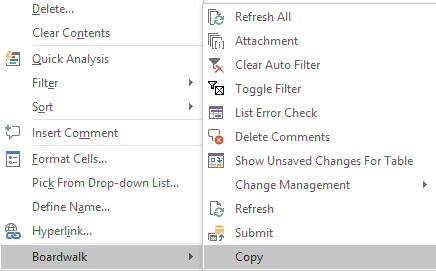 Delete...
Clear Contents
Quick Analysis
Filter
Sort
Insert Comment
Format Cells...
Pick From Drop-down List...
Define Name...
Hyperlink...
Boardwalk
Refresh All
Attachment
Clear Auto Filter
Toggle Filter
List Error Check
Delete Comments
Show Unsaved Changes For Table
Change Management
Refresh
Submit
Copy